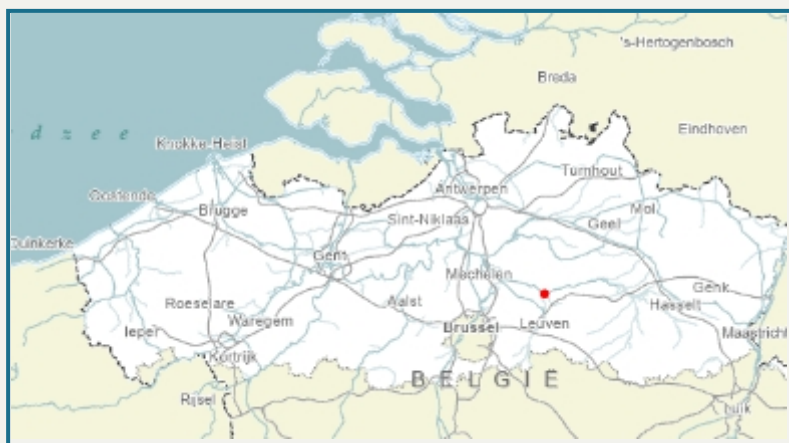 's-Hertogenbosch
Breda
Eindhoven
d z e e
Knokke-Heist
Turnhout
Antwerpen
Oostende
Brugge
Mol
Sint-Niklaas
Geel
Duinkerke
Gent
Mechelen
Genk
Roeselare
Aalst
Hasselt
Waregem
Ieper
Brussel
Leuven
Maastricht
Kortrijk
BELGIË
Rijsel
Luik